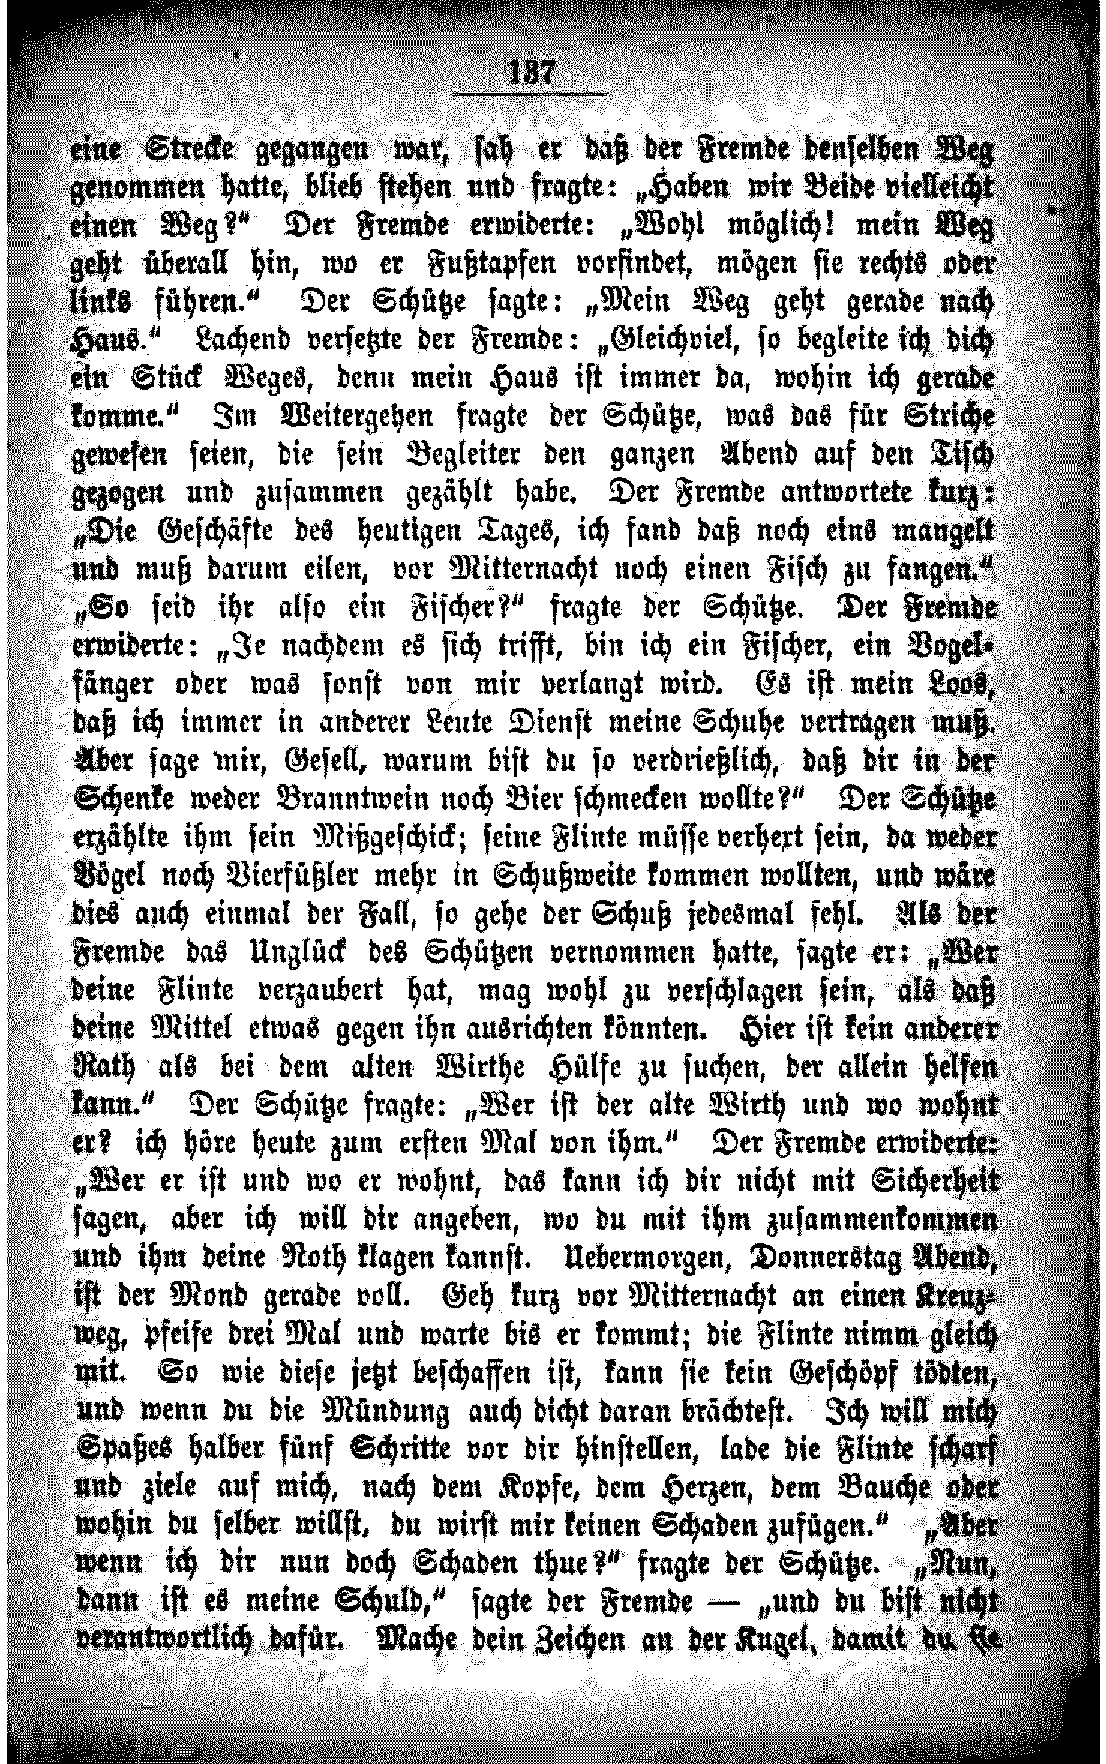 137
eine Strecke gegangen war, sah er daß der Fremde denselben Weg
genommen hatte, blieb stehen und fragte: „Haben wir Beide vielleicht
einen Weg?“ Der Fremde erwiderte: „Wohl möglich! mein Weg
geht überall hin, wo er Fußtapfen vorfindet, mögen sie rechts oder
links führen.“ Der Schütze sagte: „Mein Weg geht gerade nach
Haus.“ Lachend versetzte der Fremde: „Gleichviel, so begleite ich dich
ein Stück Weges, denn mein Haus ist immer da, wohin ich gerade
komme.“ Im Weitergehen fragte der Schütze, was das für Striche
gewesen seien, die sein Begleiter den ganzen Abend auf den Tisch
gezogen und zusammen gezählt habe. Der Fremde antwortete kurz:
„Die Geschäfte des heutigen Tages, ich fand daß noch eins mangelt
und muß darum eilen, vor Mitternacht noch einen Fisch zu fangen.“
„So seid ihr also ein Fischer?“ fragte der Schütze. Der Fremde
erwiderte: „Je nachdem es sich trifft, bin ich ein Fischer, ein Vogel-
fänger oder was sonst von mir verlangt wird. Es ist mein Loos,
daß ich immer in anderer Leute Dienst meine Schuhe vertragen muß.
Aber sage mir, Gesell, warum bist du so verdrießlich, daß dir in der
Schenke weder Branntwein noch Bier schmecken wollte?“ Der Schütze
erzählte ihm sein Mißgeschick; seine Flinte müsse verhext sein, da weder
Vögel noch Vierfüßler mehr in Schußweite kommen wollten, und wäre
dies auch einmal der Fall, so gehe der Schuß jedesmal fehl. Als der
Fremde das Unglück des Schützen vernommen hatte, sagte er: „Wer
deine Flinte verzaubert hat, mag wohl zu verschlagen sein, als daß
deine Mittel etwas gegen ihn ausrichten könnten. Hier ist kein anderer
Rath als bei dem alten Wirthe Hülfe zu suchen, der allein helfen
kann.“ Der Schütze fragte: „Wer ist der alte Wirth und wo wohnt
er? ich höre heute zum ersten Mal von ihm.“ Der Fremde erwiderte:
„Wer er ist und wo er wohnt, das kann ich dir nicht mit Sicherheit
sagen, aber ich will dir angeben, wo du mit ihm zusammenkommen
und ihm deine Noth klagen kannst. Uebermorgen, Donnerstag Abend,
ist der Mond gerade voll. Geh kurz vor Mitternacht an einen Kreuz-
weg, pfeife drei Mal und warte bis er kommt; die Flinte nimm gleich
mit. So wie diese jetzt beschaffen ist, kann sie kein Geschöpf tödten,
und wenn du die Mündung auch dicht daran brächtest. Ich will mich
Spaßes halber fünf Schritte vor dir hinstellen, lade die Flinte scharf
und ziele auf mich, nach dem Kopfe, dem Herzen, dem Bauche oder
wohin du selber willst, du wirst mir keinen Schaden zufügen.“ „Aber
wenn ich dir nun doch Schaden thue?“ fragte der Schütze. „Nun,
dann ist es meine Schuld,“ sagte der Fremde — „und du bist nicht
verantwortlich dafür. Mache dein Zeichen an der Kugel, damit du sie